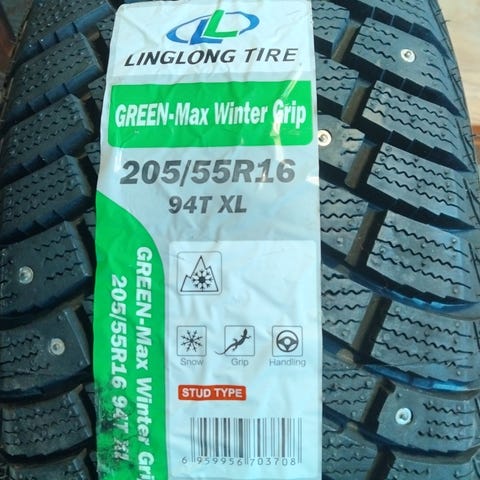 LINGLONG TIRE
GREEN-Max Winter Grip
205/55R16
94T XL
GREEN-Max Winter Grip
205/55R16 94T XL
Snow Grip Handling
STUD TYPE
6 959956 703708